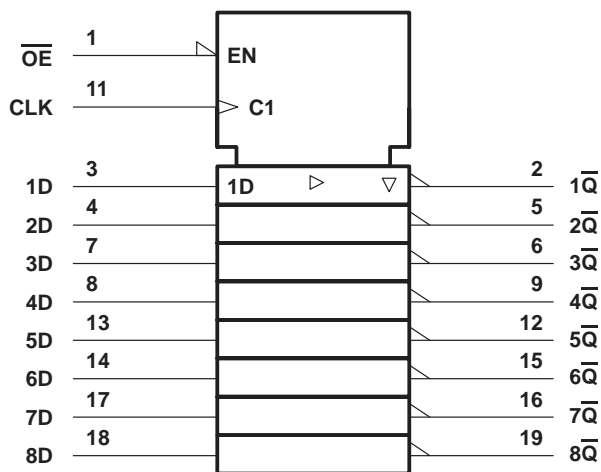 1
O̅E̅ EN
11
CLK C1
3 2
1D 1D 1Q̅
4 5
2D 2Q̅
7 6
3D 3Q̅
8 9
4D 4Q̅
13 12
5D 5Q̅
14 15
6D 6Q̅
17 16
7D 7Q̅
18 19
8D 8Q̅